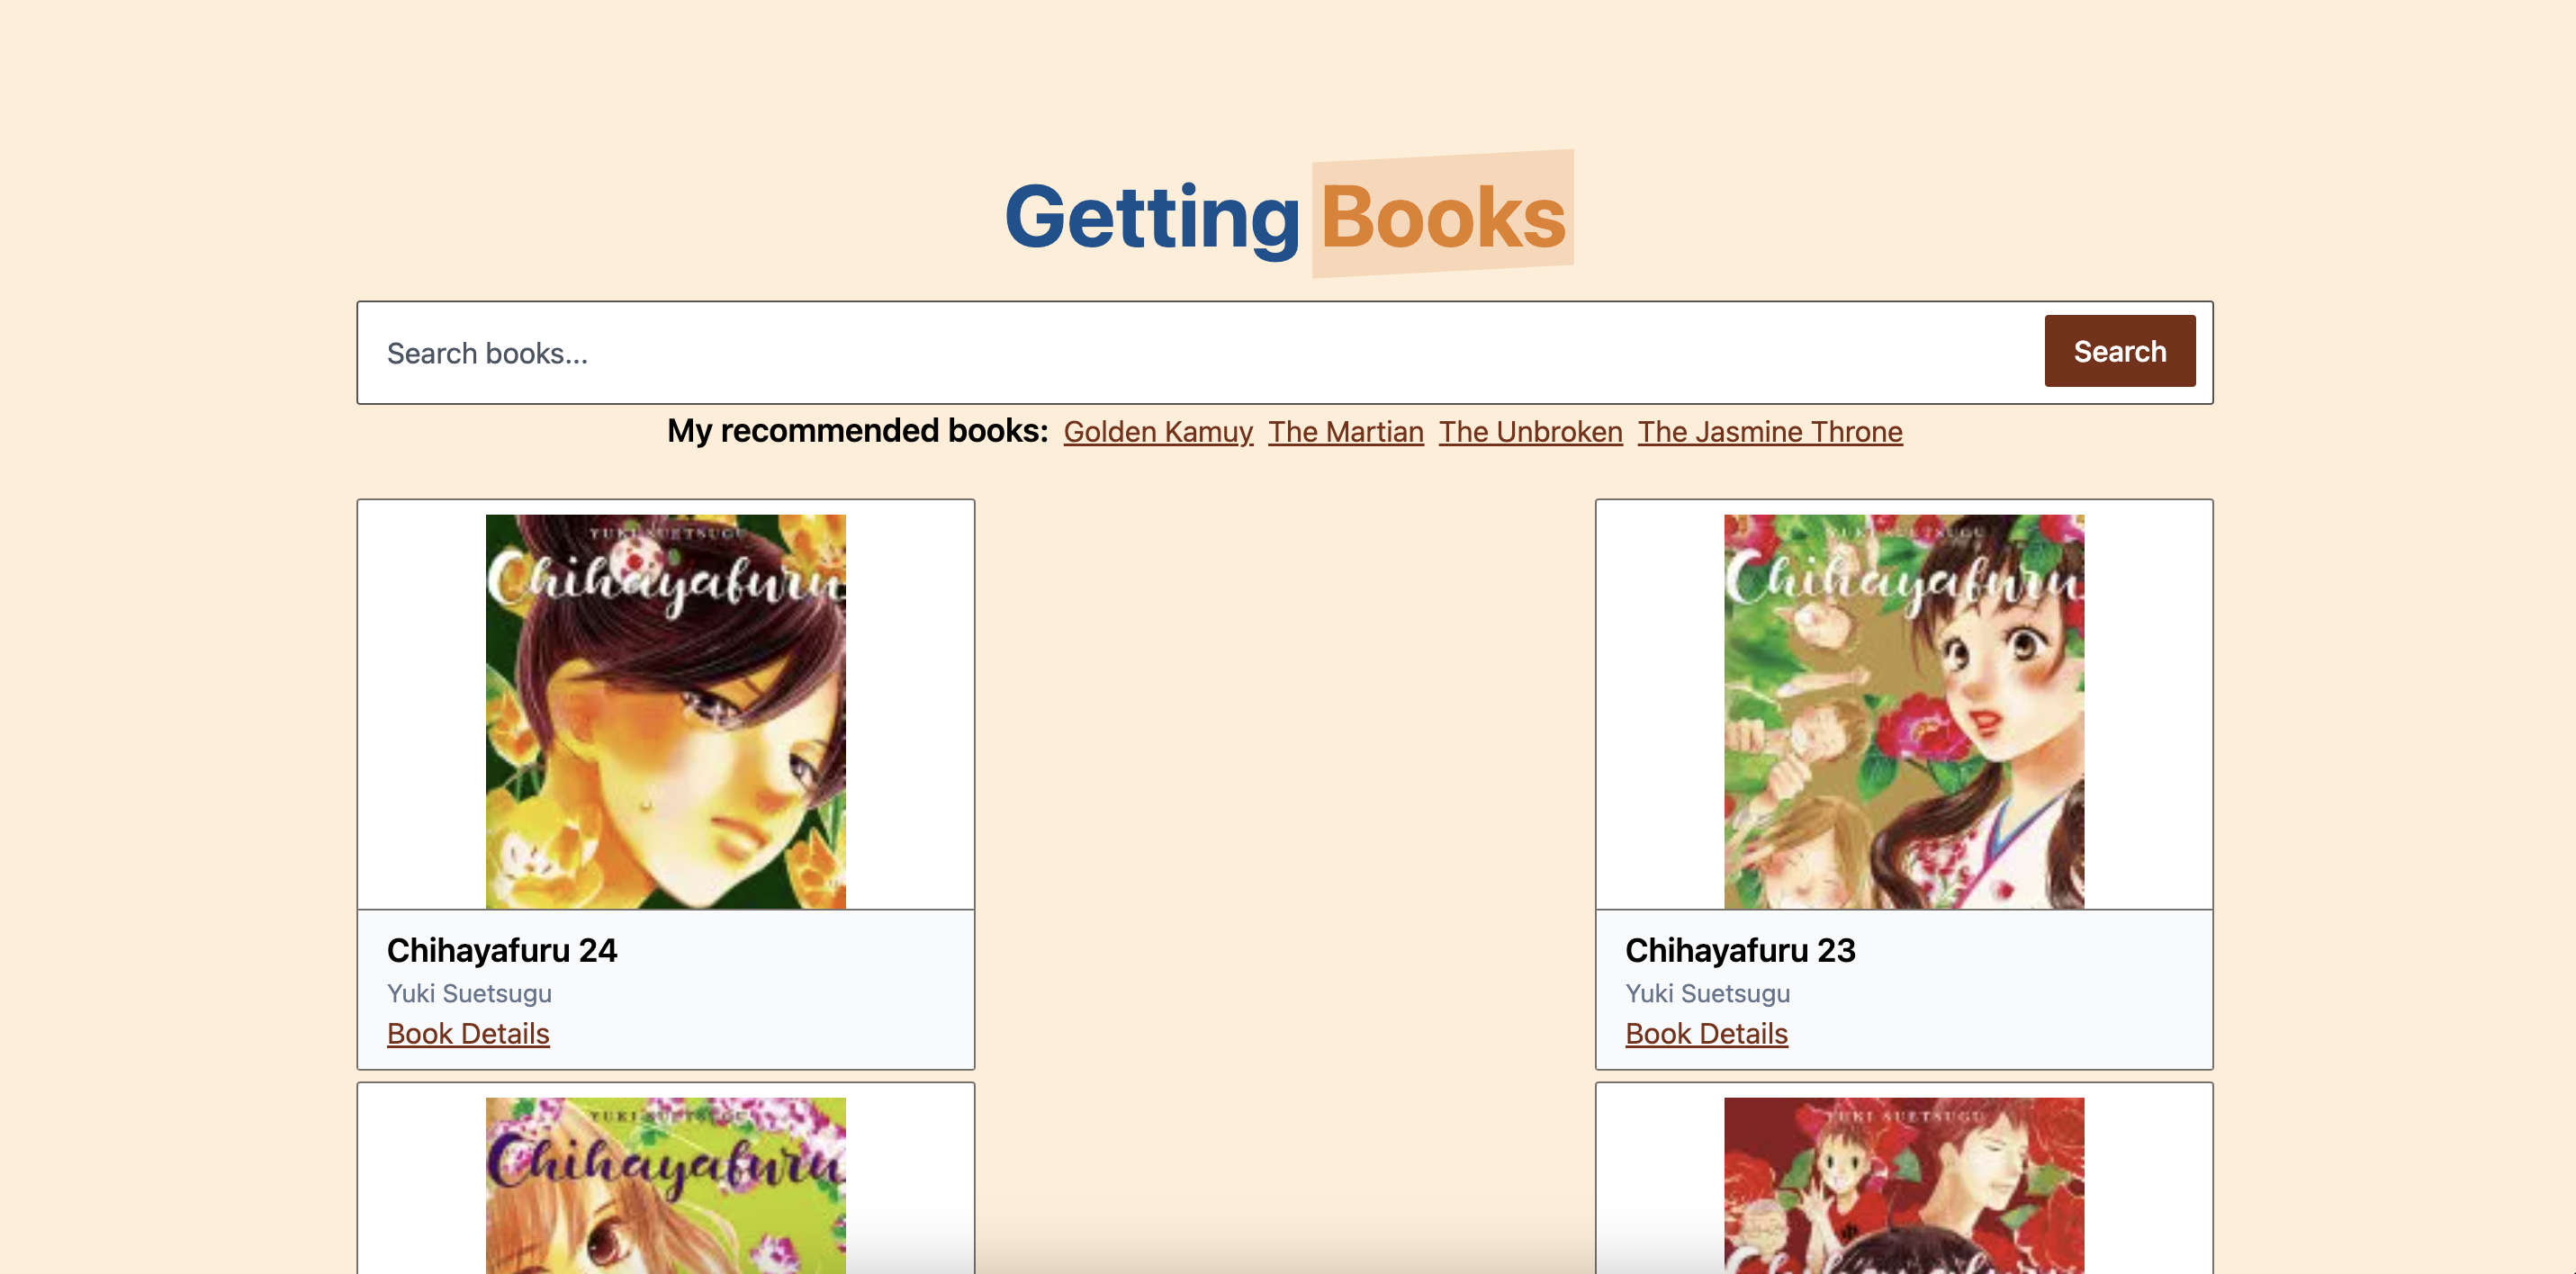 Getting Books
Search books...
Search
My recommended books: Golden Kamuy The Martian The Unbroken The Jasmine Throne
YUKI SUETSUGU
Chihayafuru
Chihayafuru 24
Yuki Suetsugu
Book Details
YUKI SUETSUGU
Chihayafuru
Chihayafuru 23
Yuki Suetsugu
Book Details
YUKI SUETSUGU
Chihayafuru
YUKI SUETSUGU
Chihayafuru